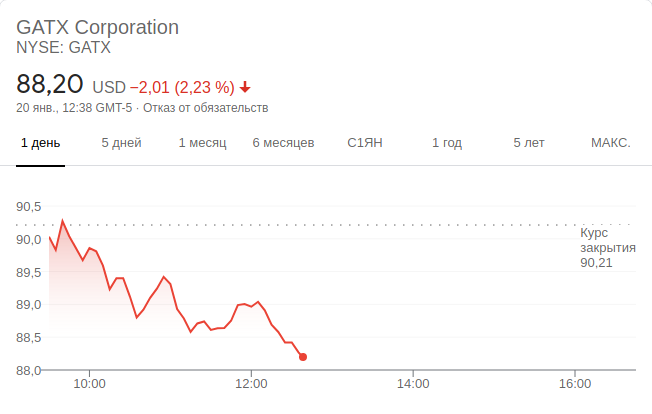 GATX Corporation
NYSE: GATX
88,20 USD −2,01 (2,23 %)
20 янв., 12:38 GMT-5 · Отказ от обязательств
1 день 5 дней 1 месяц 6 месяцев С1ЯН 1 год 5 лет МАКС.
90,5
Курс
90,0
закрытия
90,21
89,5
89,0
88,5
88,0
10:00 12:00 14:00 16:00